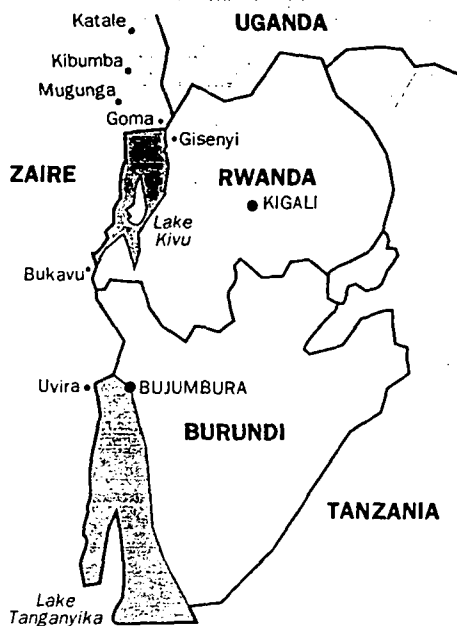 Katale
UGANDA
Kibumba
Mugunga
Goma
Gisenyi
ZAIRE
RWANDA
KIGALI
Lake
Kivu
Bukavu
Uvira
BUJUMBURA
BURUNDI
TANZANIA
Lake
Tanganyika